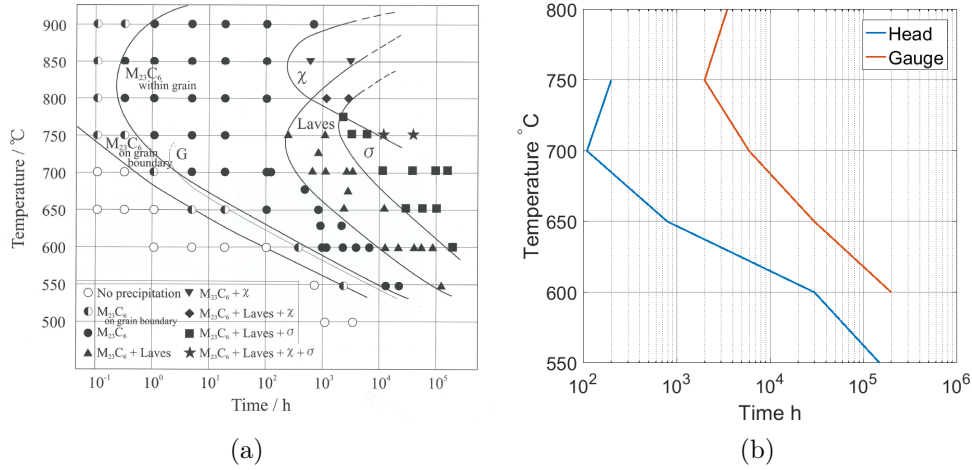 900
850
800
750
700
650
600
550
500
Temperature / °C
M23C6
within grain
M23C6
on grain
boundary
G
χ
Laves
σ
No precipitation
M23C6
on grain boundary
M23C6
M23C6 + Laves
M23C6 + χ
M23C6 + Laves + χ
M23C6 + Laves + σ
M23C6 + Laves + χ + σ
10-1 100 101 102 103 104 105
Time / h
(a)
800
750
700
650
600
550
Temperature °C
Head
Gauge
102 103 104 105 106
Time h
(b)